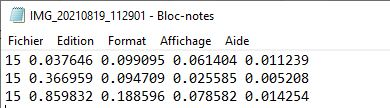 IMG_20210819_112901 - Bloc-notes
Fichier Edition Format Affichage Aide
15 0.037646 0.099095 0.061404 0.011239
15 0.366959 0.094709 0.025585 0.005208
15 0.859832 0.188596 0.078582 0.014254